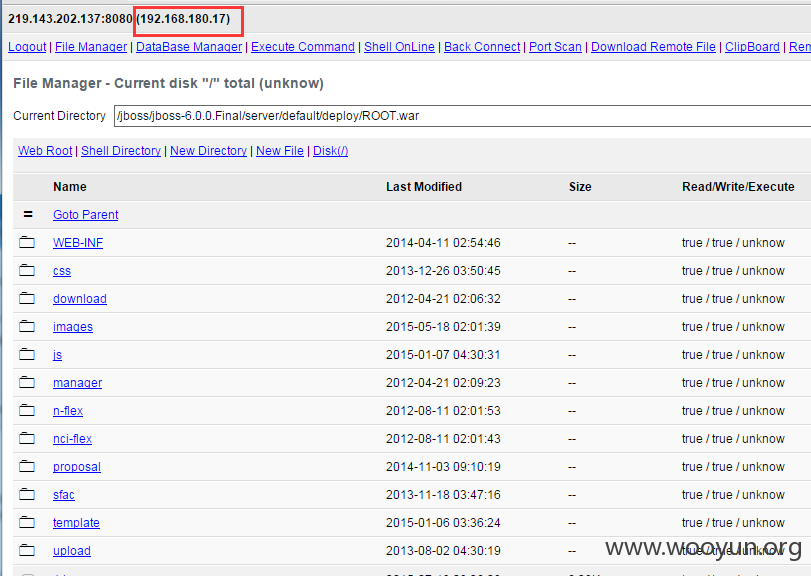 219.143.202.137:8080 (192.168.180.17)
Logout | File Manager | DataBase Manager | Execute Command | Shell OnLine | Back Connect | Port Scan | Download Remote File | ClipBoard | Rem
File Manager - Current disk "/" total (unknow)
Current Directory /jboss/jboss-6.0.0.Final/server/default/deploy/ROOT.war
Web Root | Shell Directory | New Directory | New File | Disk(/)
Name Last Modified Size Read/Write/Execute
= Goto Parent
WEB-INF 2014-04-11 02:54:46 -- true / true / unknow
css 2013-12-26 03:50:45 -- true / true / unknow
download 2012-04-21 02:06:32 -- true / true / unknow
images 2015-05-18 02:01:39 -- true / true / unknow
js 2015-01-07 04:30:31 -- true / true / unknow
manager 2012-04-21 02:09:23 -- true / true / unknow
n-flex 2012-08-11 02:01:53 -- true / true / unknow
nci-flex 2012-08-11 02:01:43 -- true / true / unknow
proposal 2014-11-03 09:10:19 -- true / true / unknow
sfac 2013-11-18 03:47:16 -- true / true / unknow
template 2015-01-06 03:36:24 -- true / true / unknow
upload 2013-08-02 04:30:19 -- true / true / unknow
www.wooyun.org